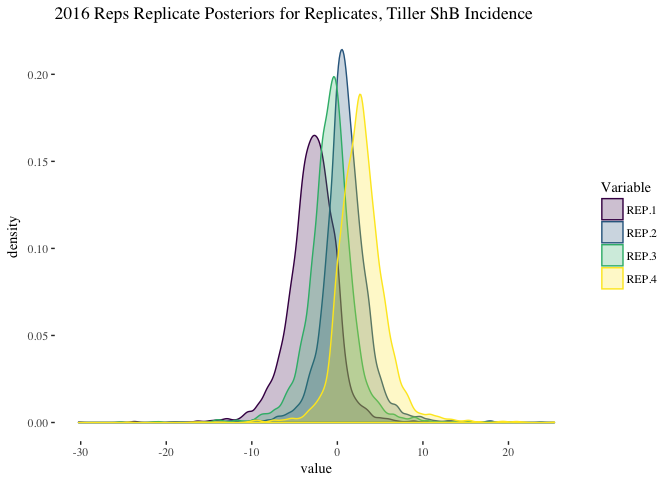 2016 Reps Replicate Posteriors for Replicates, Tiller ShB Incidence
density
0.20
0.15
0.10
0.05
0.00
-30
-20
-10
0
10
20
value
Variable
REP.1
REP.2
REP.3
REP.4